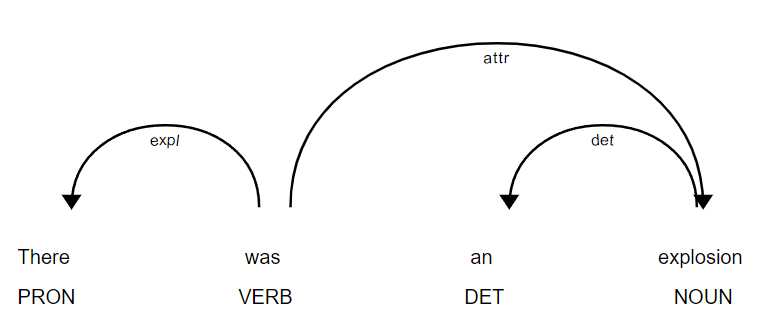 attr
expl det
There was an explosion
PRON VERB DET NOUN